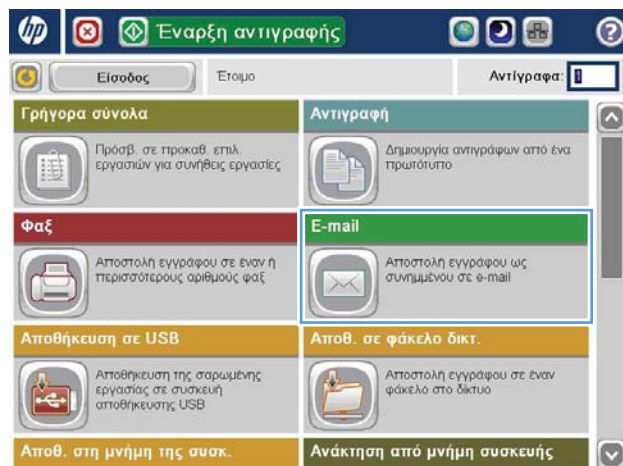 hp
Έναρξη αντιγραφής
?
Είσοδος
Έτοιμο
Αντίγραφα: 1
Γρήγορα σύνολα
Αντιγραφή
Πρόσβ. σε προκαθ. επιλ.
εργασιών για συνήθεις εργασίες
Δημιουργία αντιγράφων από ένα
πρωτότυπο
Φαξ
E-mail
Αποστολή εγγράφου σε έναν ή
περισσότερους αριθμούς φαξ
Αποστολή εγγράφου ως
συνημμένου σε e-mail
Αποθήκευση σε USB
Αποθ. σε φάκελο δικτ.
Αποθήκευση της σαρωμένης
εργασίας σε συσκευή
αποθήκευσης USB
Αποστολή εγγράφου σε έναν
φάκελο στο δίκτυο
Αποθ. στη μνήμη της συσκ.
Ανάκτηση από μνήμη συσκευής